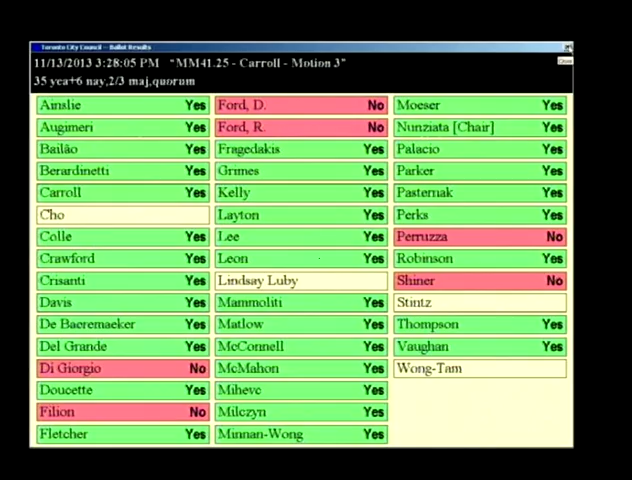 Toronto City Council -- Ballot Results
11/13/2013 3:28:05 PM "MM41.25 - Carroll - Motion 3"
35 yea+6 nay,2/3 maj,quorum
Ainslie Yes
Augimeri Yes
Bailão Yes
Berardinetti Yes
Carroll Yes
Cho
Colle Yes
Crawford Yes
Crisanti Yes
Davis Yes
De Baeremaeker Yes
Del Grande Yes
Di Giorgio No
Doucette Yes
Filion No
Fletcher Yes
Ford, D. No
Ford, R. No
Fragedakis Yes
Grimes Yes
Kelly Yes
Layton Yes
Lee Yes
Leon Yes
Lindsay Luby
Mammoliti Yes
Matlow Yes
McConnell Yes
McMahon Yes
Mihevc Yes
Milczyn Yes
Minnan-Wong Yes
Moeser Yes
Nunziata [Chair] Yes
Palacio Yes
Parker Yes
Pasternak Yes
Perks Yes
Perruzza No
Robinson Yes
Shiner No
Stintz
Thompson Yes
Vaughan Yes
Wong-Tam